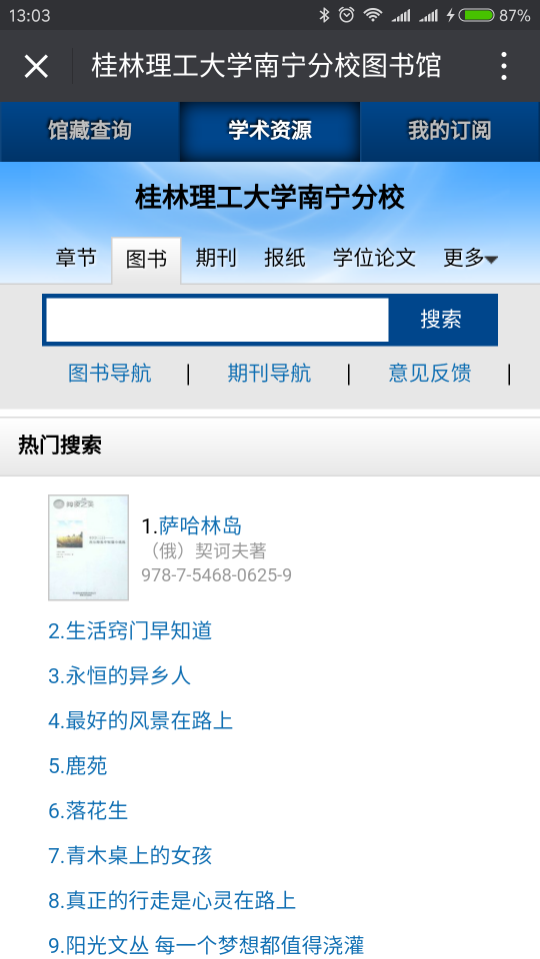 13:03 87%
桂林理工大学南宁分校图书馆
馆藏查询 学术资源 我的订阅
桂林理工大学南宁分校
章节 图书 期刊 报纸 学位论文 更多
搜索
图书导航 | 期刊导航 | 意见反馈 |
热门搜索
1.萨哈林岛
（俄）契诃夫著
978-7-5468-0625-9
2.生活窍门早知道
3.永恒的异乡人
4.最好的风景在路上
5.鹿苑
6.落花生
7.青木桌上的女孩
8.真正的行走是心灵在路上
9.阳光文丛 每一个梦想都值得浇灌